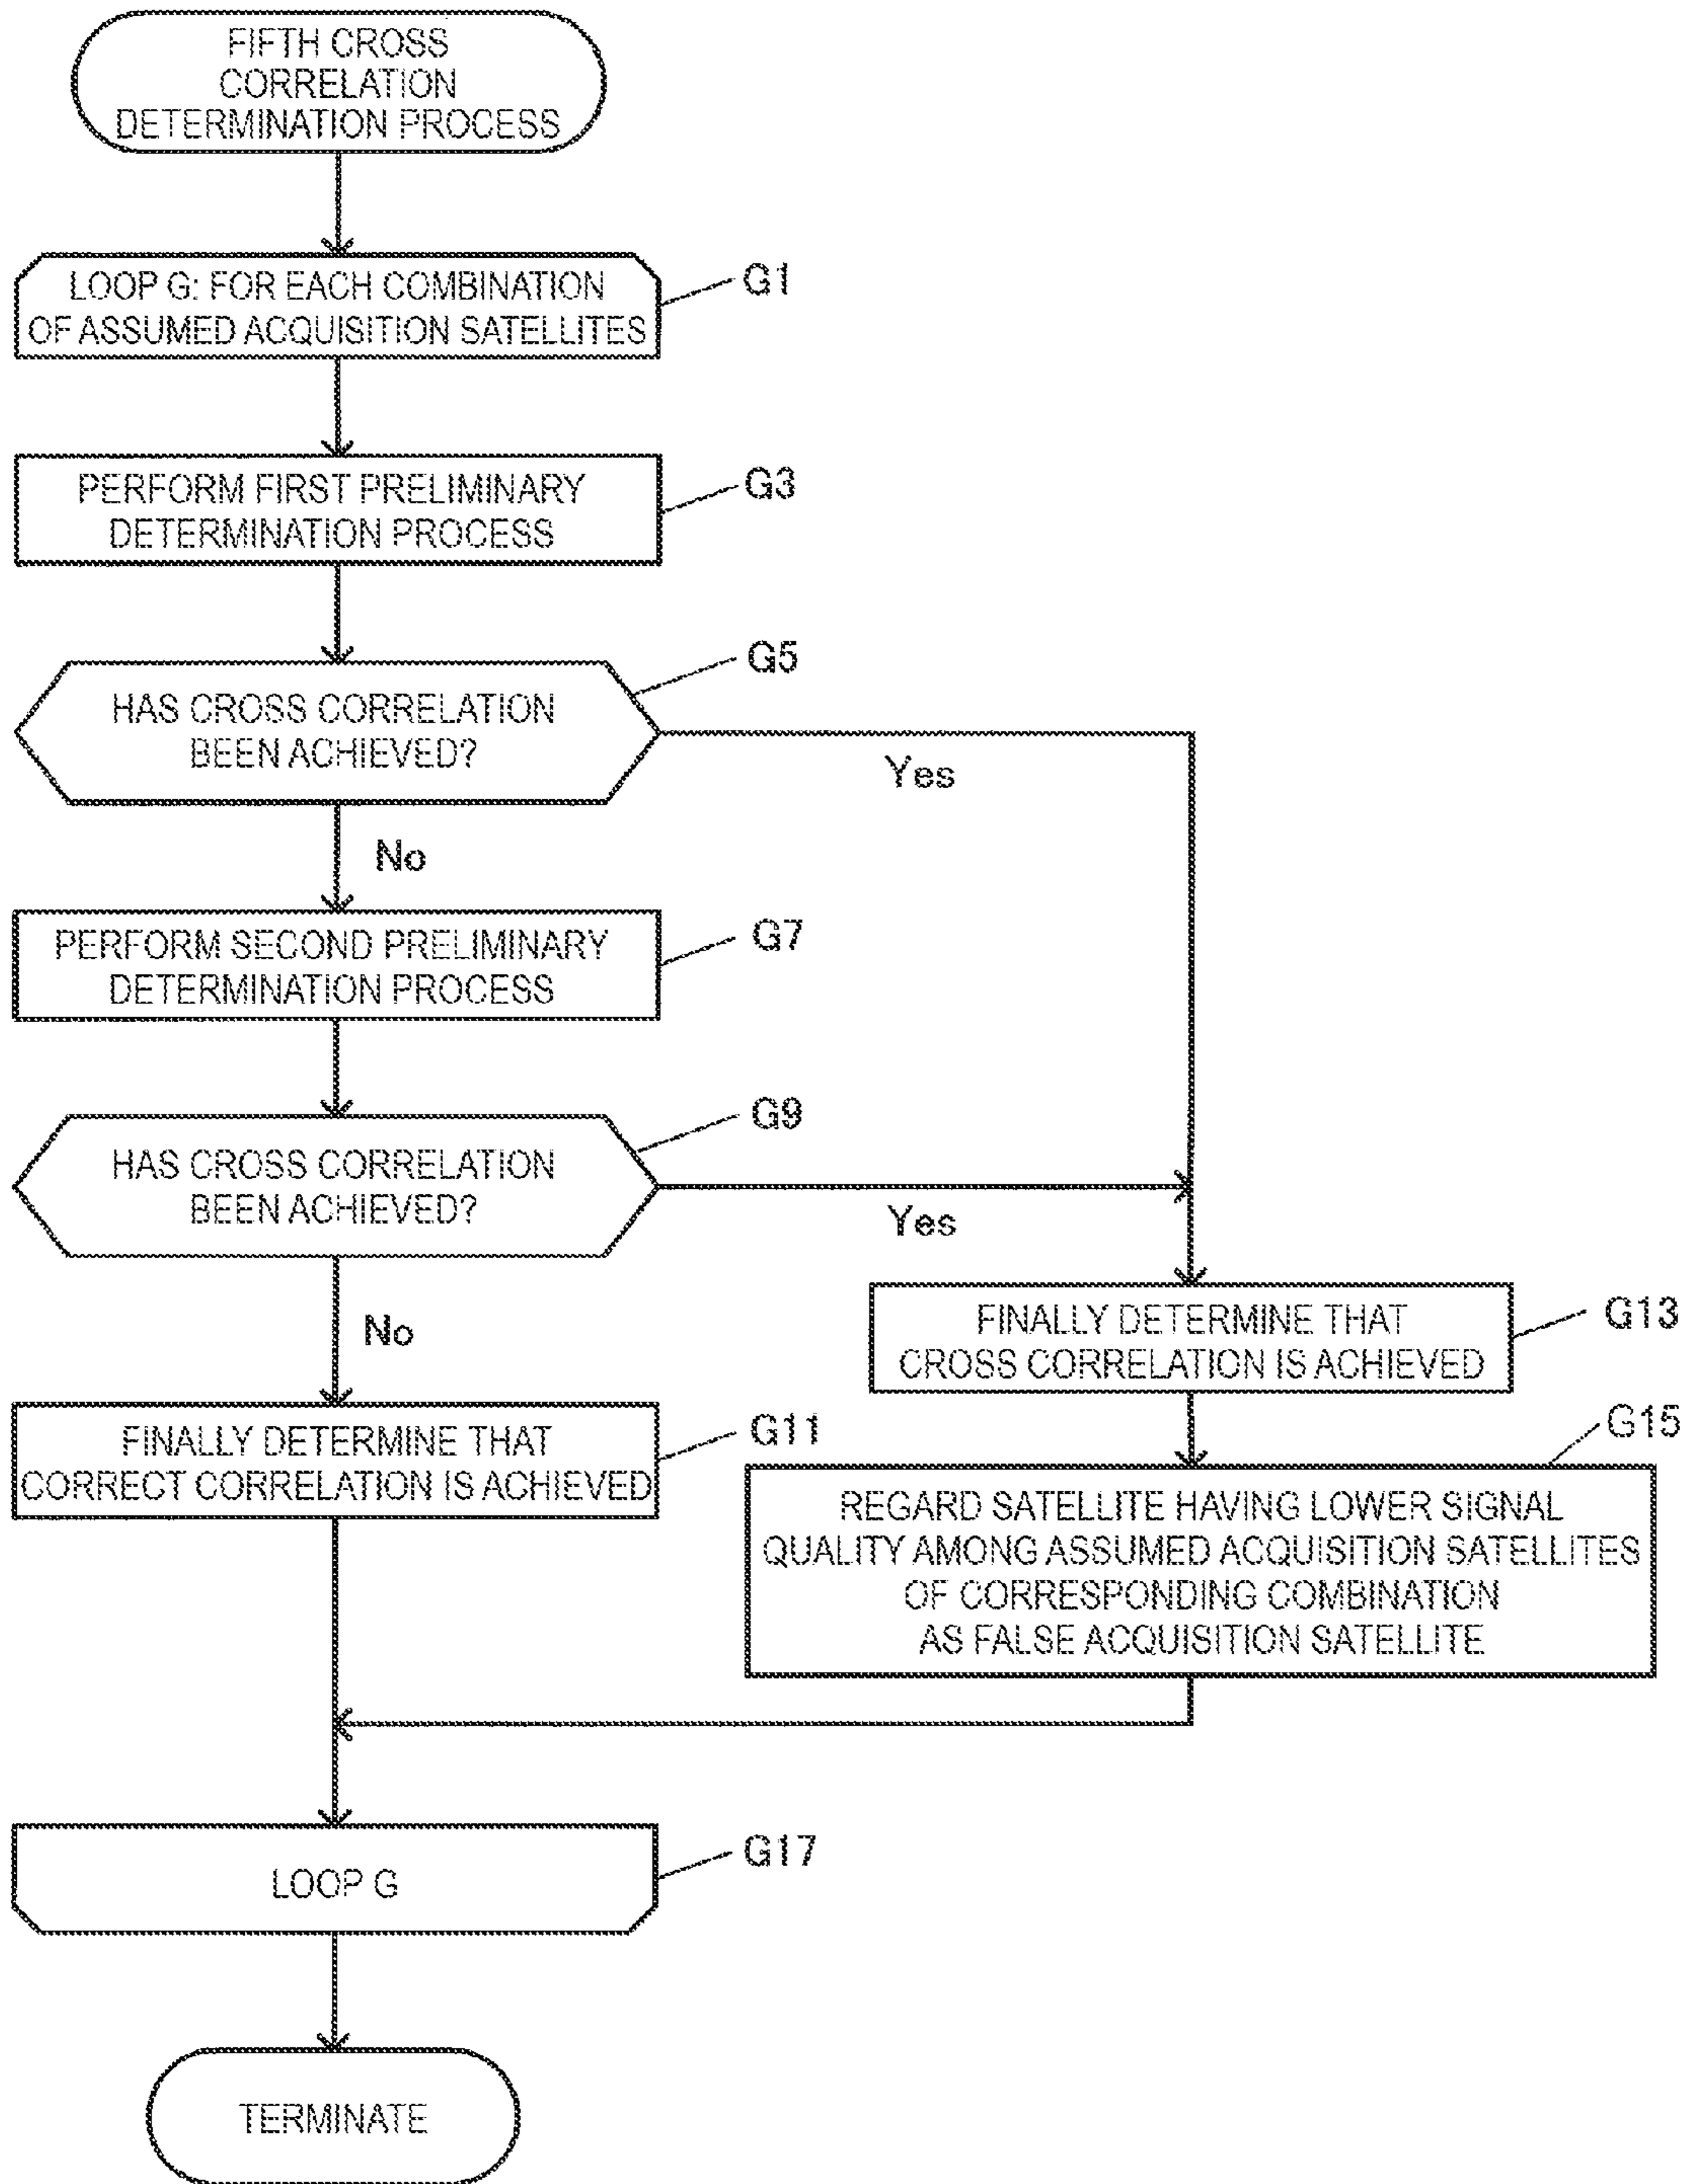 FIFTH CROSS
CORRELATION
DETERMINATION PROCESS
LOOP G: FOR EACH COMBINATION
OF ASSUMED ACQUISITION SATELLITES
G1
PERFORM FIRST PRELIMINARY
DETERMINATION PROCESS
G3
HAS CROSS CORRELATION
BEEN ACHIEVED?
G5
Yes
No
PERFORM SECOND PRELIMINARY
DETERMINATION PROCESS
G7
HAS CROSS CORRELATION
BEEN ACHIEVED?
G9
Yes
No
FINALLY DETERMINE THAT
CROSS CORRELATION IS ACHIEVED
G13
FINALLY DETERMINE THAT
CORRECT CORRELATION IS ACHIEVED
G11
REGARD SATELLITE HAVING LOWER SIGNAL
QUALITY AMONG ASSUMED ACQUISITION SATELLITES
OF CORRESPONDING COMBINATION
AS FALSE ACQUISITION SATELLITE
G15
LOOP G
G17
TERMINATE